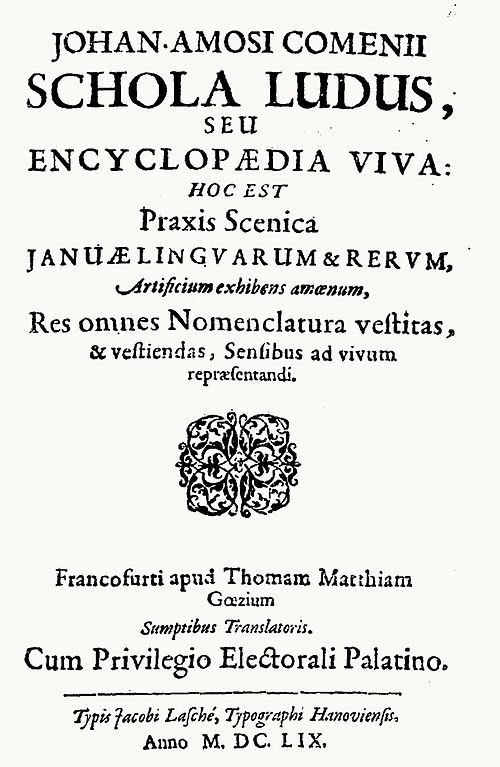 JOHAN·AMOSI COMENII
SCHOLA LUDUS,
SEU
ENCYCLOPÆDIA VIVA:
HOC EST
Praxis Scenica
JANUÆ LINGVARUM & RERVM,
Artificium exhibens amœnum,
Res omnes Nomenclatura veſtitas,
& veſtiendas, Senſibus ad vivum
repræſentandi.
Francofurti apud Thomam Matthiam
Gœzium
Sumptibus Translatoris.
Cum Privilegio Electorali Palatino.
Typis Jacobi Laſché, Typographi Hanovienſis,
Anno M. DC. LIX.